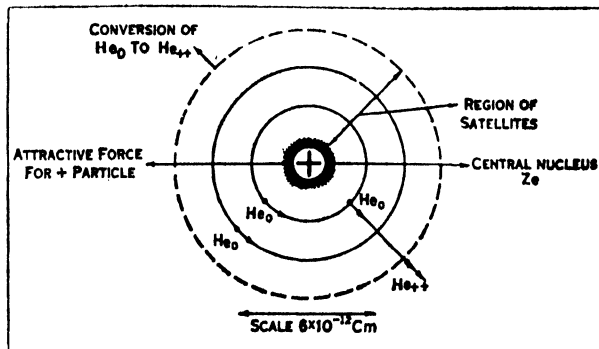 CONVERSION OF
He₀ TO He₊₊
REGION OF
SATELLITES
ATTRACTIVE FORCE
FOR + PARTICLE
+
CENTRAL NUCLEUS
Ze
He₀
He₀
He₀
He₊₊
SCALE 6×10⁻¹²Cm